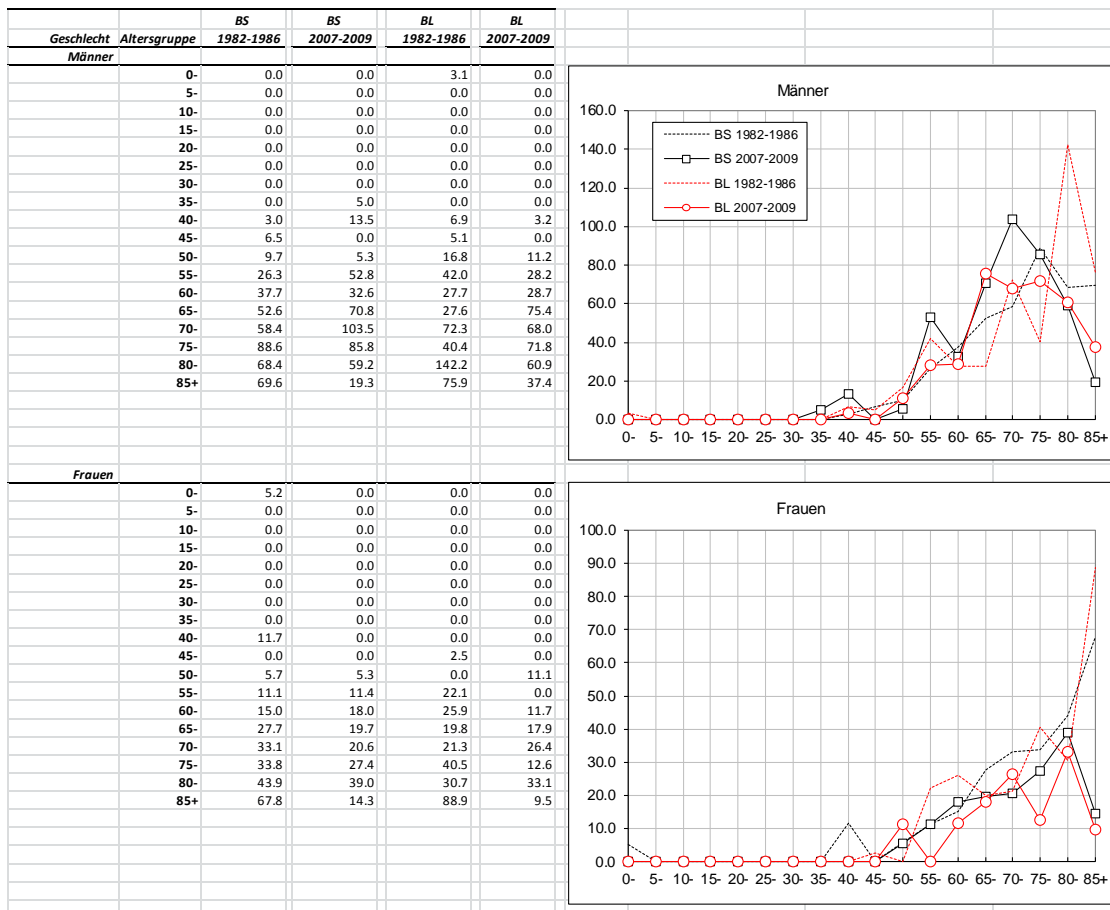 BS BS BL BL
Geschlecht Altersgruppe 1982-1986 2007-2009 1982-1986 2007-2009
Männer
0- 0.0 0.0 3.1 0.0
5- 0.0 0.0 0.0 0.0
10- 0.0 0.0 0.0 0.0
15- 0.0 0.0 0.0 0.0
20- 0.0 0.0 0.0 0.0
25- 0.0 0.0 0.0 0.0
30- 0.0 0.0 0.0 0.0
35- 0.0 5.0 0.0 0.0
40- 3.0 13.5 6.9 3.2
45- 6.5 0.0 5.1 0.0
50- 9.7 5.3 16.8 11.2
55- 26.3 52.8 42.0 28.2
60- 37.7 32.6 27.7 28.7
65- 52.6 70.8 27.6 75.4
70- 58.4 103.5 72.3 68.0
75- 88.6 85.8 40.4 71.8
80- 68.4 59.2 142.2 60.9
85+ 69.6 19.3 75.9 37.4
Männer
160.0
140.0
120.0
100.0
80.0
60.0
40.0
20.0
0.0
BS 1982-1986
BS 2007-2009
BL 1982-1986
BL 2007-2009
0- 5- 10- 15- 20- 25- 30- 35- 40- 45- 50- 55- 60- 65- 70- 75- 80- 85+
Frauen
0- 5.2 0.0 0.0 0.0
5- 0.0 0.0 0.0 0.0
10- 0.0 0.0 0.0 0.0
15- 0.0 0.0 0.0 0.0
20- 0.0 0.0 0.0 0.0
25- 0.0 0.0 0.0 0.0
30- 0.0 0.0 0.0 0.0
35- 0.0 0.0 0.0 0.0
40- 11.7 0.0 0.0 0.0
45- 0.0 0.0 2.5 0.0
50- 5.7 5.3 0.0 11.1
55- 11.1 11.4 22.1 0.0
60- 15.0 18.0 25.9 11.7
65- 27.7 19.7 19.8 17.9
70- 33.1 20.6 21.3 26.4
75- 33.8 27.4 40.5 12.6
80- 43.9 39.0 30.7 33.1
85+ 67.8 14.3 88.9 9.5
Frauen
100.0
90.0
80.0
70.0
60.0
50.0
40.0
30.0
20.0
10.0
0.0
0- 5- 10- 15- 20- 25- 30- 35- 40- 45- 50- 55- 60- 65- 70- 75- 80- 85+